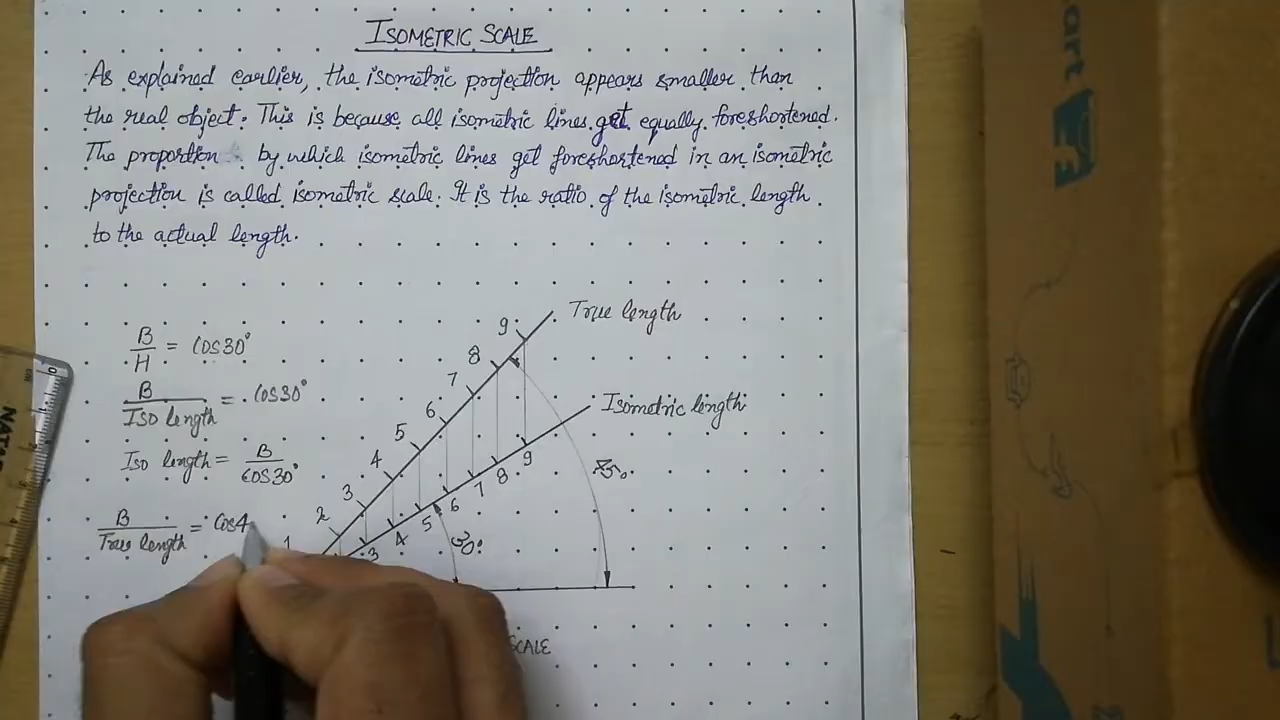 ISOMETRIC SCALE
As explained earlier, the isometric projection appears smaller than
the real object. This is because all isometric lines get equally foreshortened.
The proportion by which isometric lines get foreshortened in an isometric
projection is called isometric scale. It is the ratio of the isometric length
to the actual length.
B/H = COS30°
B/Iso length = COS30°
Iso length = B/COS30°
B/True length = Cos4
True length
Isometric length
1 2 3 4 5 6 7 8 9
3 4 5 6 7 8 9
30°
45°
SCALE
art
NATA
0